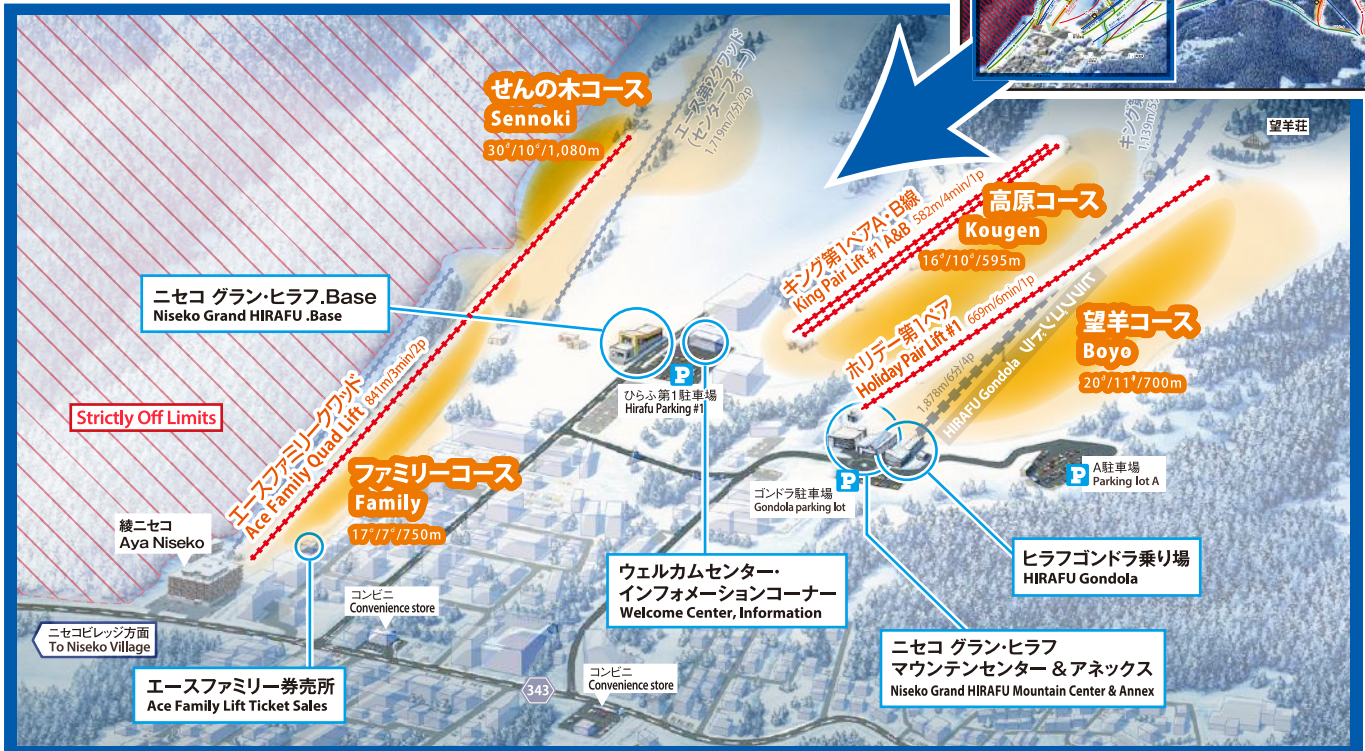 せんの木コース
Sennoki
30°/10°/1,080m
エース第2クワッド
(センターフォー)
1,719m/7分/2p
1,139m/5
望羊荘
キング第1ペアA・B線
King Pair Lift #1 A&B 582m/4min/1p
高原コース
Kougen
16°/10°/595m
ホリデー第1ペア
Holiday Pair Lift #1 669m/6min/1p
望羊コース
Boyo
20°/11°/700m
1,878m/6分/4p
HIRAFU Gondola
ニセコ グラン・ヒラフ.Base
Niseko Grand HIRAFU .Base
P
ひらふ第1駐車場
Hirafu Parking #1
Strictly Off Limits
エースファミリークワッド
Ace Family Quad Lift 841m/3min/2p
ファミリーコース
Family
17°/7°/750m
P
ゴンドラ駐車場
Gondola parking lot
P
A駐車場
Parking lot A
綾ニセコ
Aya Niseko
コンビニ
Convenience store
ウェルカムセンター・
インフォメーションコーナー
Welcome Center, Information
ヒラフゴンドラ乗り場
HIRAFU Gondola
ニセコビレッジ方面
To Niseko Village
エースファミリー券売所
Ace Family Lift Ticket Sales
343
コンビニ
Convenience store
ニセコ グラン・ヒラフ
マウンテンセンター & アネックス
Niseko Grand HIRAFU Mountain Center & Annex